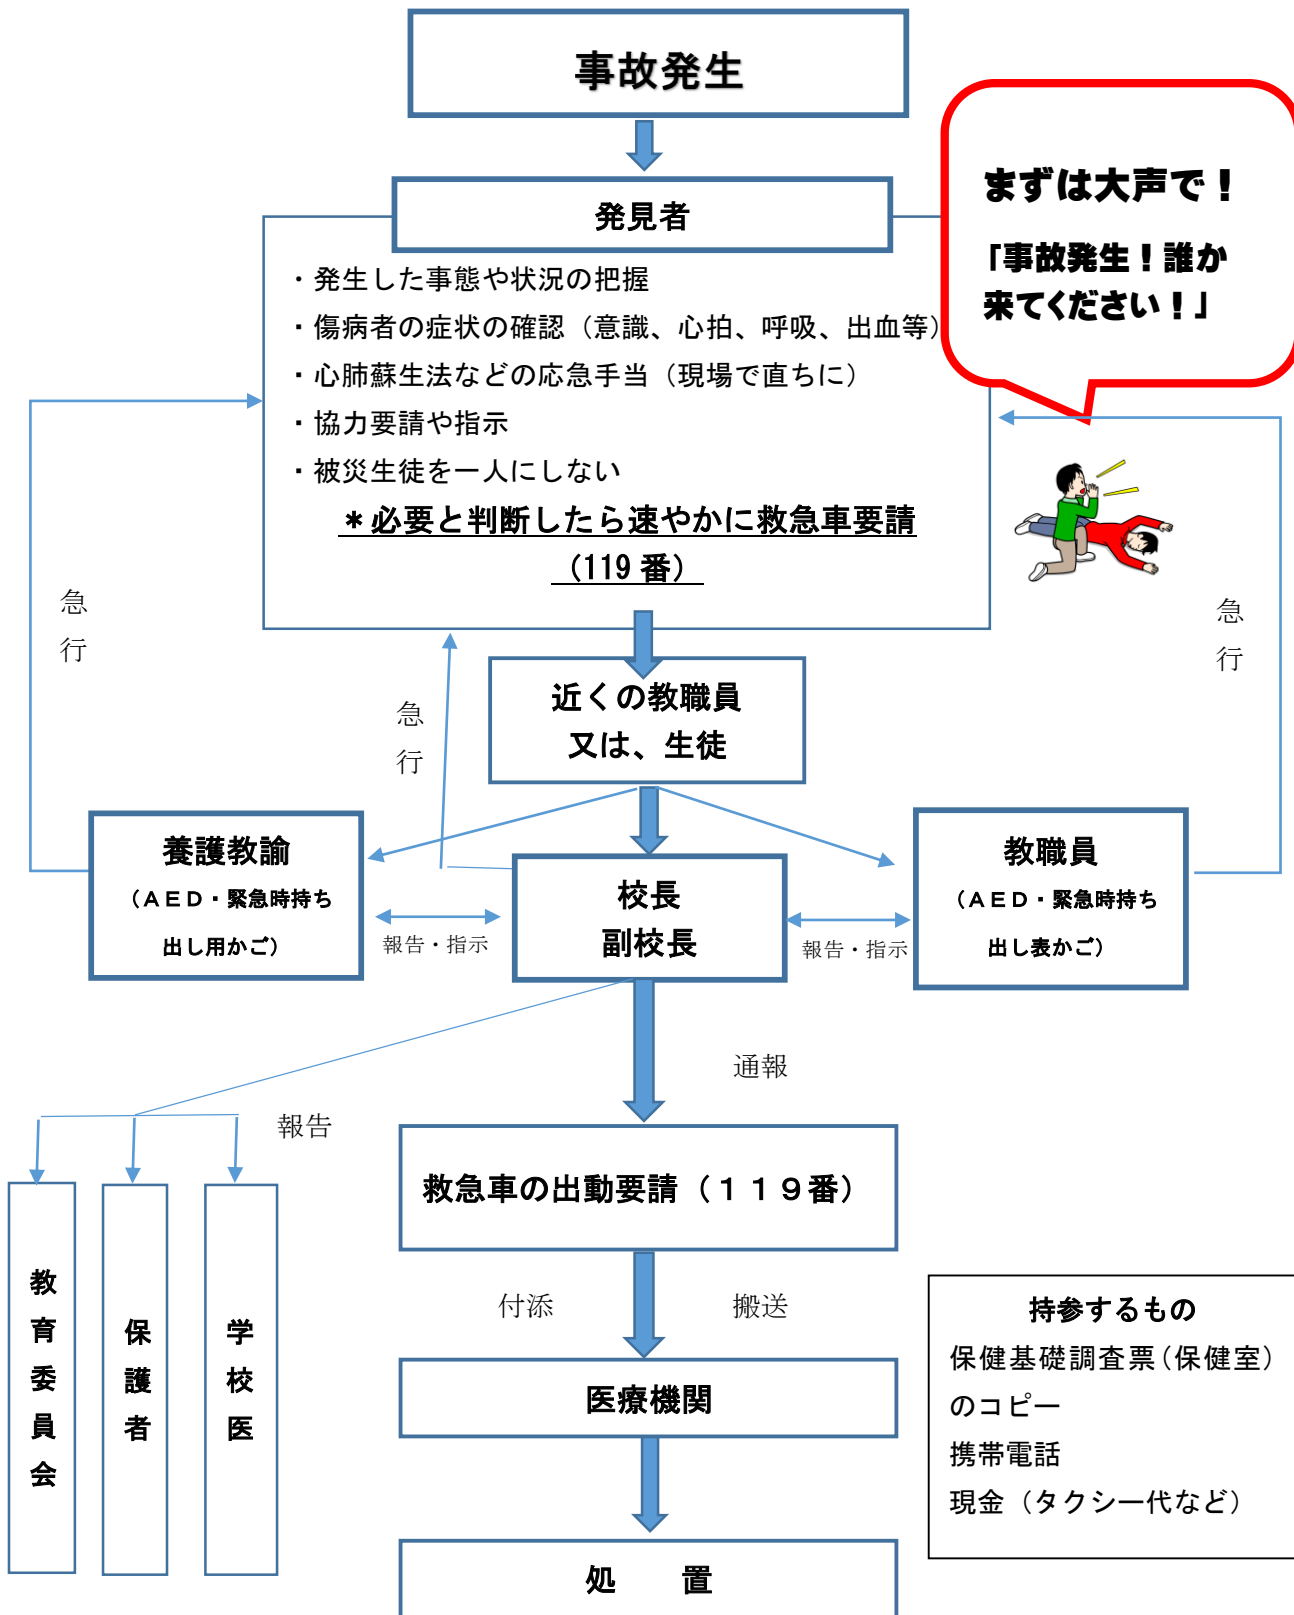 事故発生
発見者
まずは大声で！
「事故発生！誰か
来てください！」
・発生した事態や状況の把握
・傷病者の症状の確認（意識、心拍、呼吸、出血等）
・心肺蘇生法などの応急手当（現場で直ちに）
・協力要請や指示
・被災生徒を一人にしない
＊必要と判断したら速やかに救急車要請
（119 番）
急
行
急
行
急
行
近くの教職員
又は、生徒
養護教諭
（ＡＥＤ・緊急時持ち
出し用かご）
報告・指示
校長
副校長
報告・指示
教職員
（ＡＥＤ・緊急時持ち
出し表かご）
通報
報告
救急車の出動要請（１１９番）
教
育
委
員
会
保
護
者
学
校
医
付添
搬送
医療機関
処　　置
持参するもの
保健基礎調査票（保健室）
のコピー
携帯電話
現金（タクシー代など）